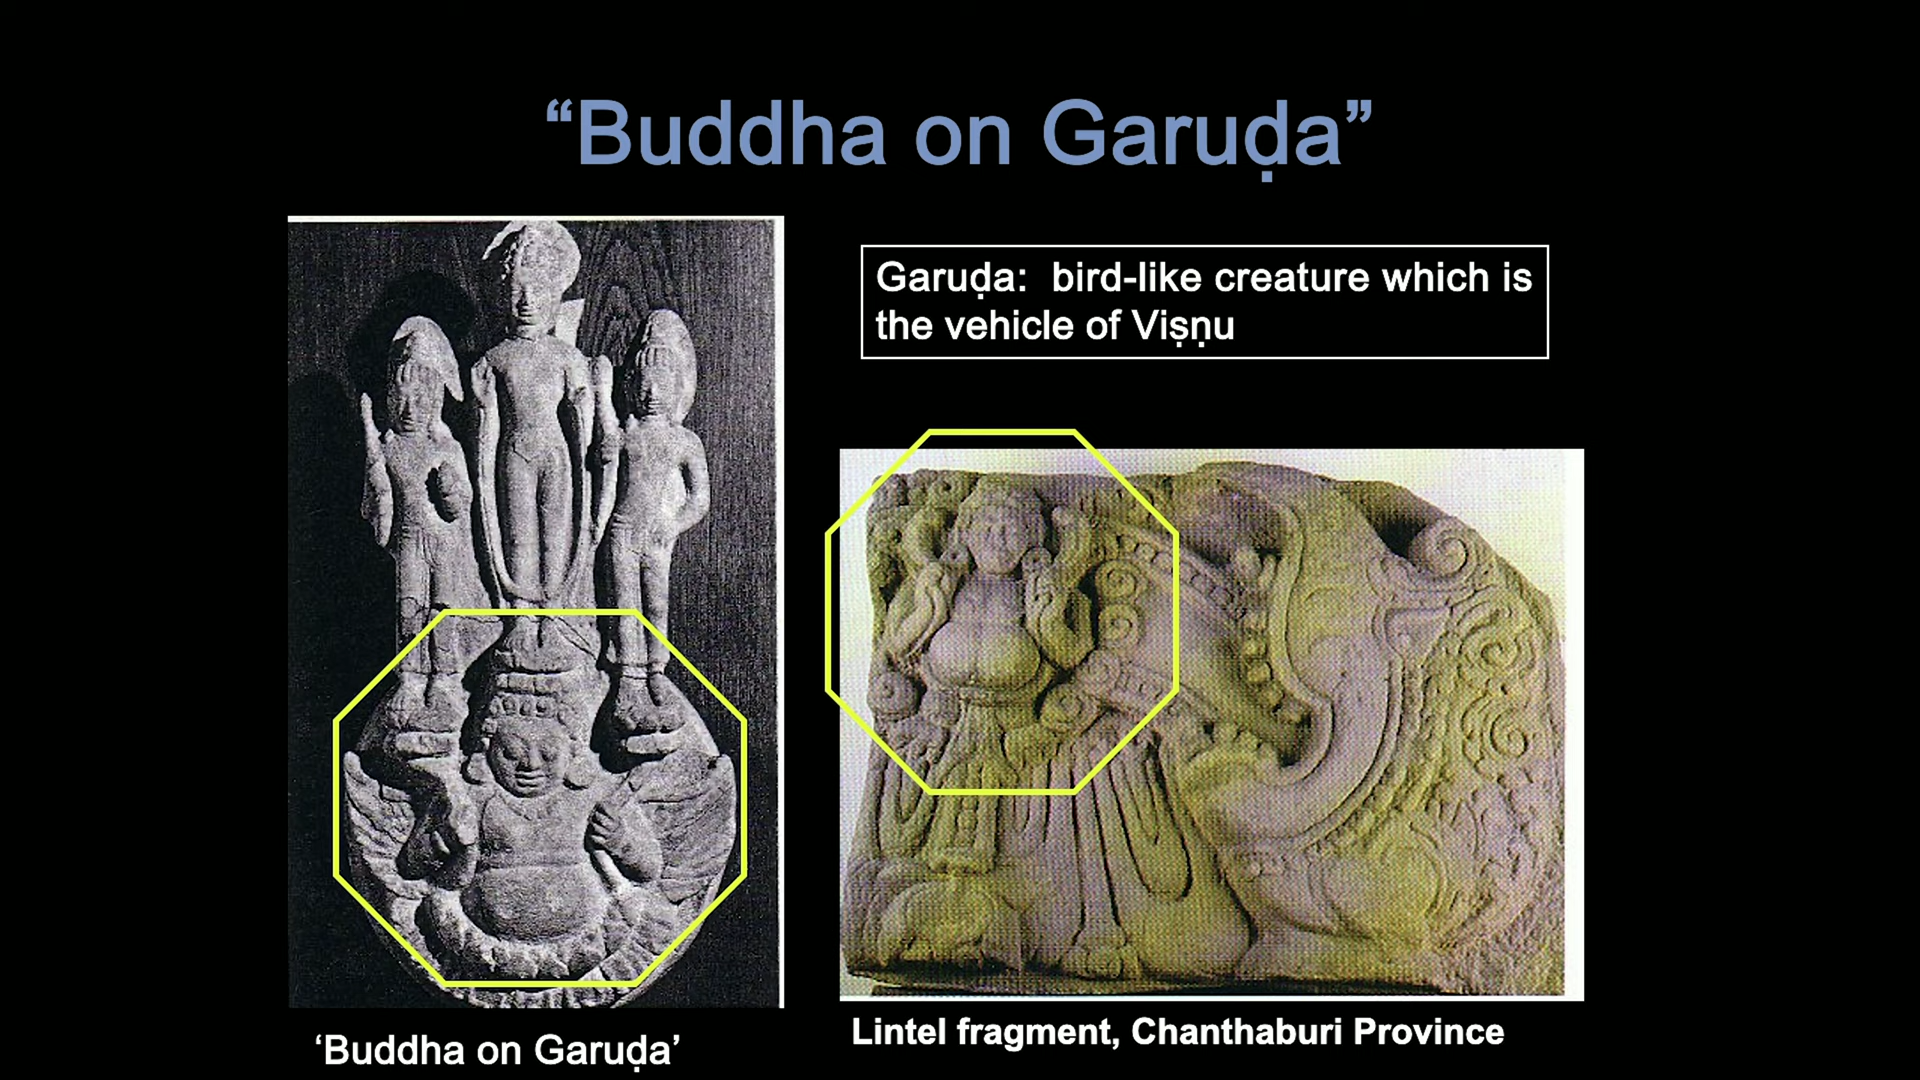 “Buddha on Garuḍa”
Garuḍa:  bird-like creature which is
the vehicle of Viṣṇu
‘Buddha on Garuḍa’
Lintel fragment, Chanthaburi Province